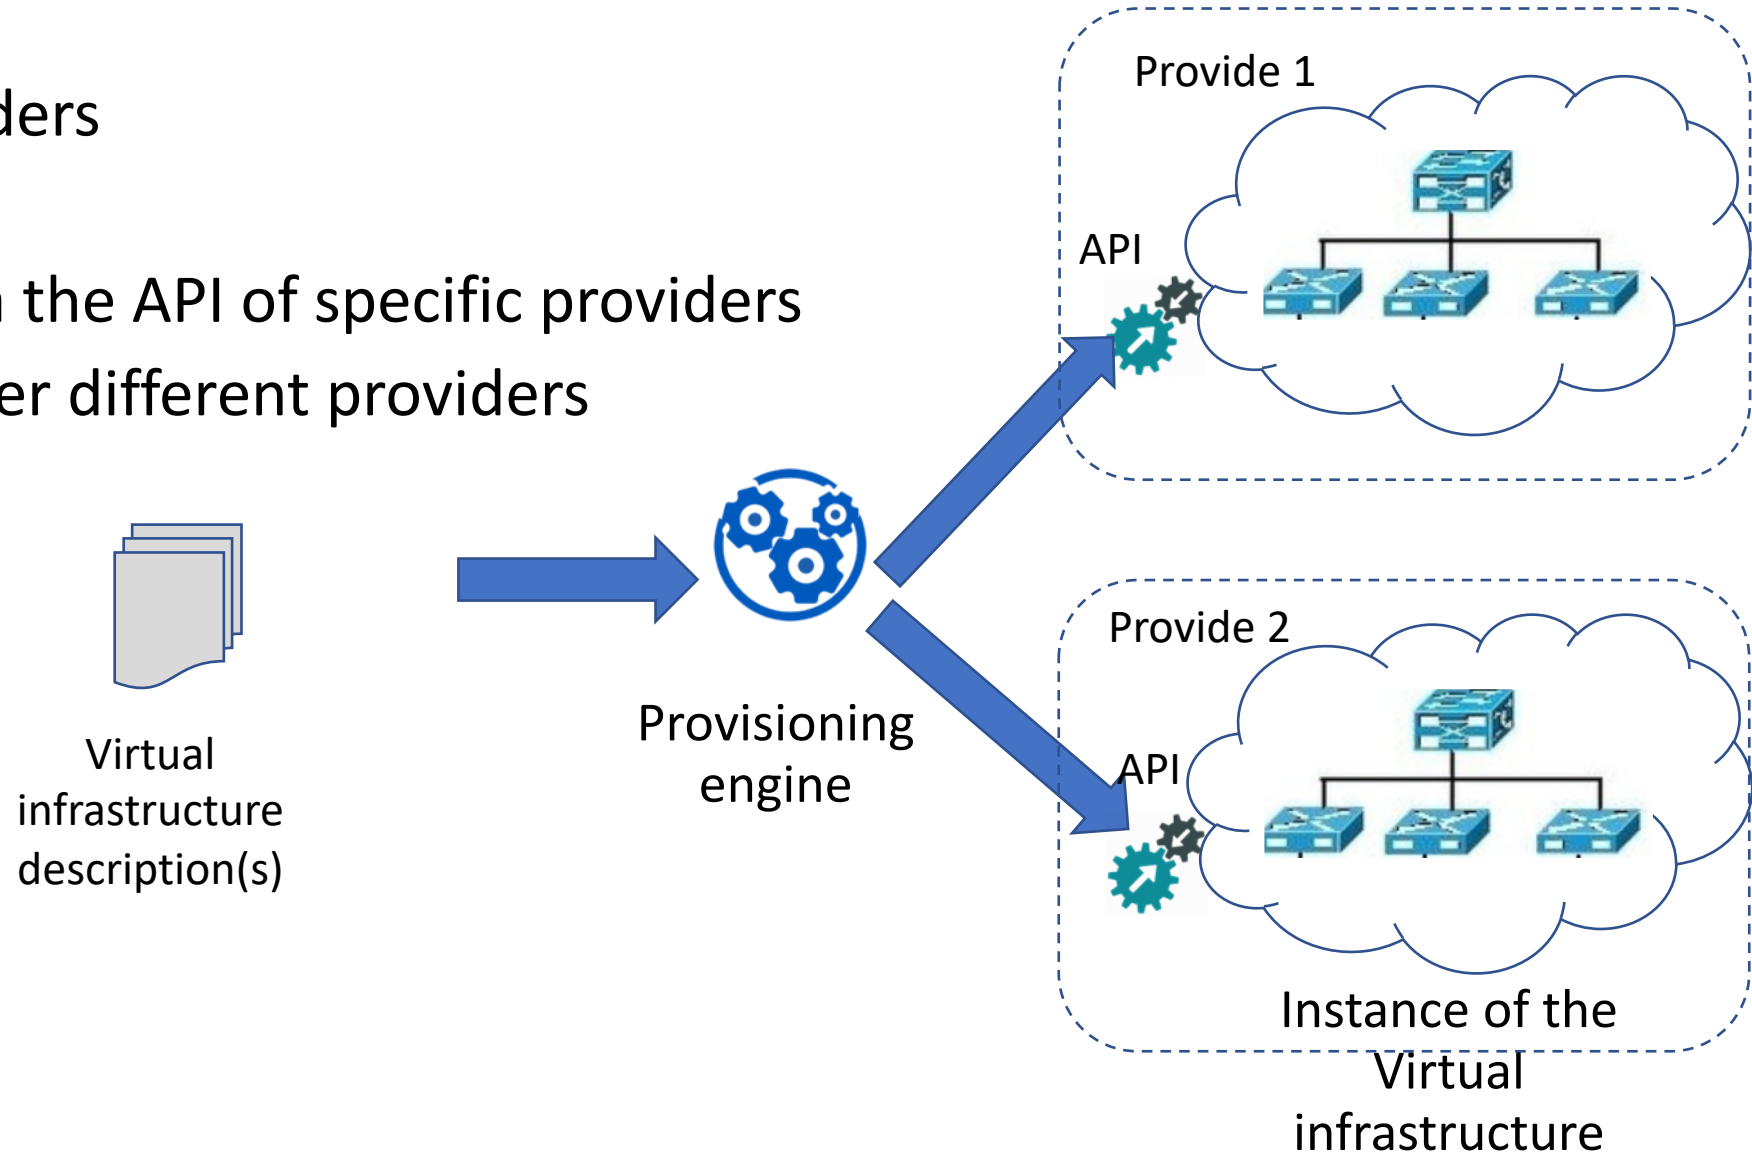 ders
the API of specific providers
er different providers
Provide 1
API
Virtual
infrastructure
description(s)
Provisioning
engine
Provide 2
API
Instance of the
Virtual
infrastructure